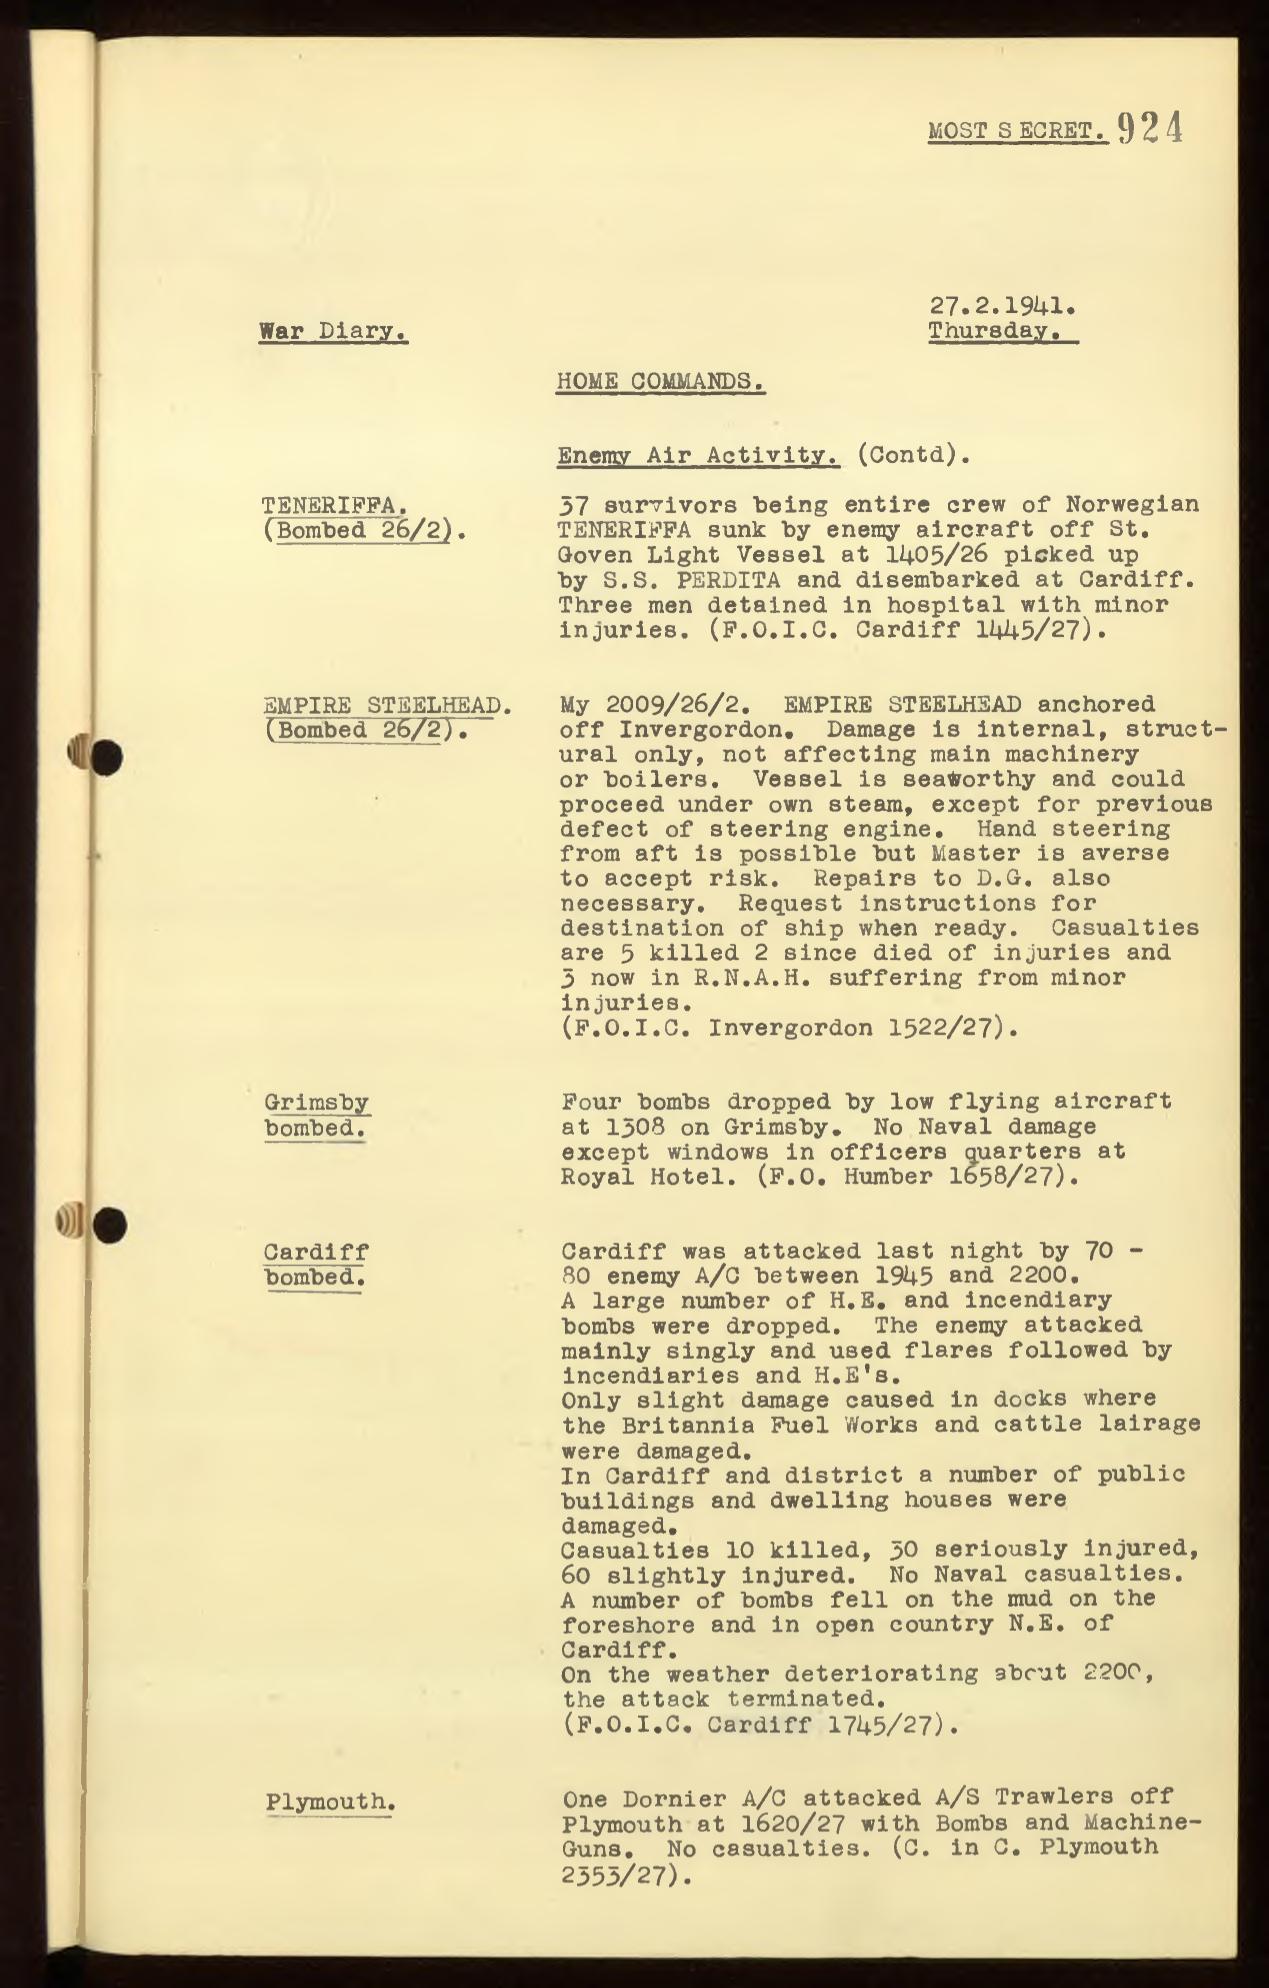 MOST SECRET. 924
27.2.1941.
War Diary.
Thursday.
HOME COMMANDS.
Enemy Air Activity. (Contd).
TENERIFFA.
(Bombed 26/2).
37 survivors being entire crew of Norwegian
TENERIFFA sunk by enemy aircraft off St.
Goven Light Vessel at 1405/26 picked up
by S.S. PERDITA and disembarked at Cardiff.
Three men detained in hospital with minor
injuries. (F.O.I.C. Cardiff 1445/27).
EMPIRE STEELHEAD.
(Bombed 26/2).
My 2009/26/2. EMPIRE STEELHEAD anchored
off Invergordon. Damage is internal, struct-
ural only, not affecting main machinery
or boilers. Vessel is seaworthy and could
proceed under own steam, except for previous
defect of steering engine. Hand steering
from aft is possible but Master is averse
to accept risk. Repairs to D.G. also
necessary. Request instructions for
destination of ship when ready. Casualties
are 5 killed 2 since died of injuries and
3 now in R.N.A.H. suffering from minor
injuries.
(F.O.I.C. Invergordon 1522/27).
Grimsby
bombed.
Four bombs dropped by low flying aircraft
at 1308 on Grimsby. No Naval damage
except windows in officers quarters at
Royal Hotel. (F.O. Humber 1658/27).
Cardiff
bombed.
Cardiff was attacked last night by 70 -
80 enemy A/C between 1945 and 2200.
A large number of H.E. and incendiary
bombs were dropped. The enemy attacked
mainly singly and used flares followed by
incendiaries and H.E's.
Only slight damage caused in docks where
the Britannia Fuel Works and cattle lairage
were damaged.
In Cardiff and district a number of public
buildings and dwelling houses were
damaged.
Casualties 10 killed, 30 seriously injured,
60 slightly injured. No Naval casualties.
A number of bombs fell on the mud on the
foreshore and in open country N.E. of
Cardiff.
On the weather deteriorating about 2200,
the attack terminated.
(F.O.I.C. Cardiff 1745/27).
Plymouth.
One Dornier A/C attacked A/S Trawlers off
Plymouth at 1620/27 with Bombs and Machine-
Guns. No casualties. (C. in C. Plymouth
2353/27).